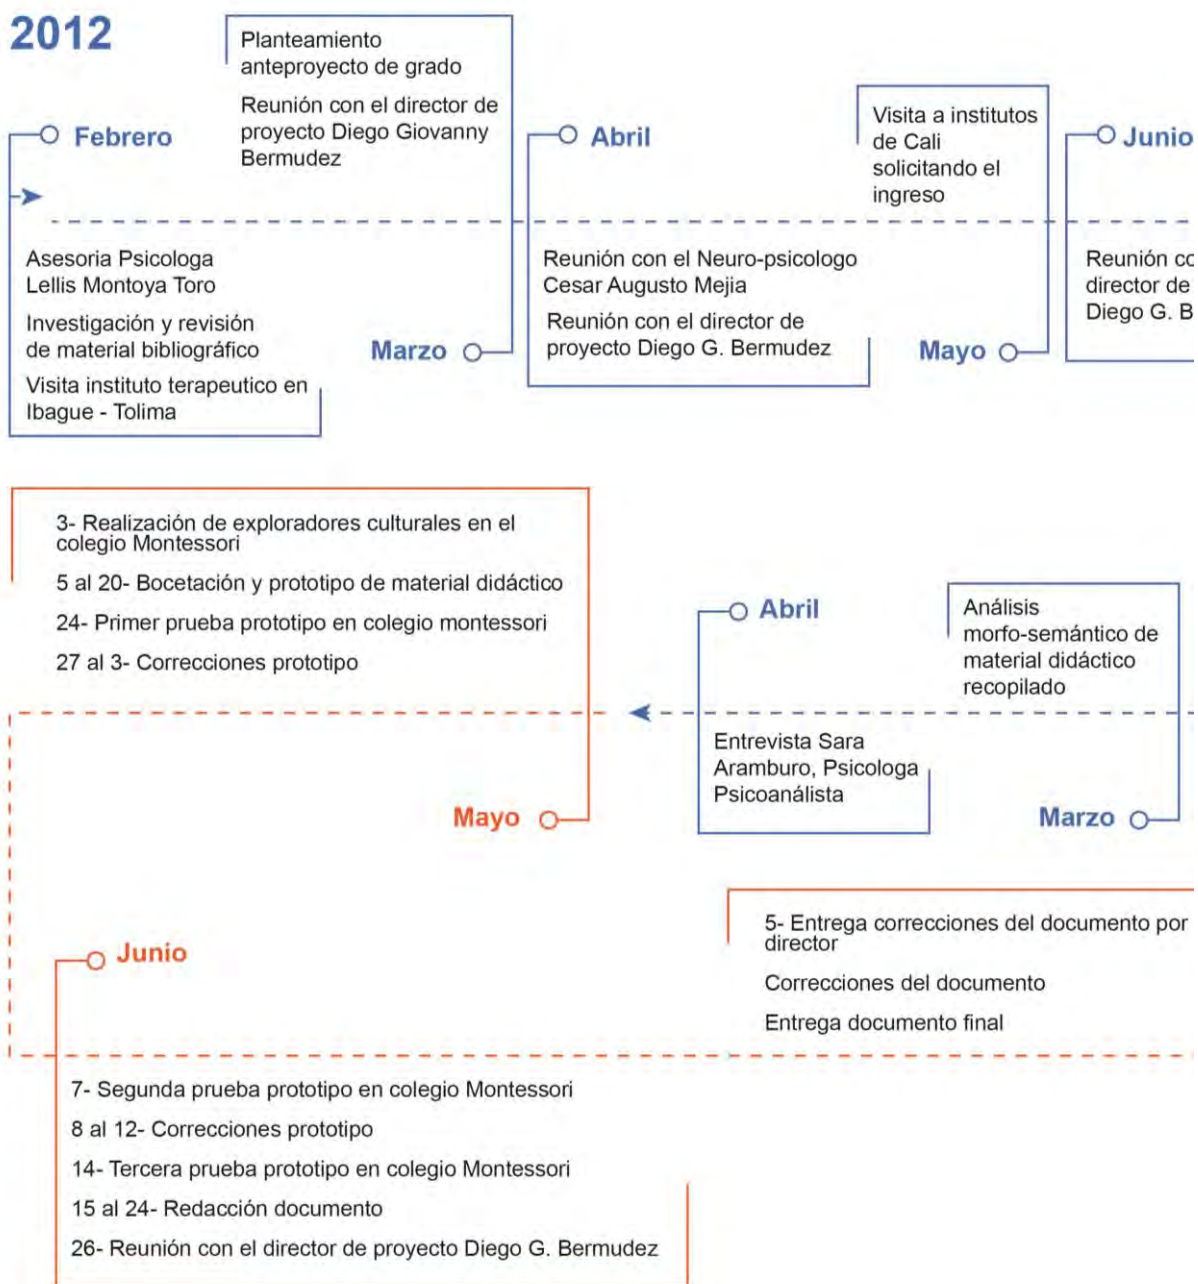 2012
Febrero
Asesoria Psicologa
Lellis Montoya Toro
Investigación y revisión
de material bibliográfico
Visita instituto terapeutico en
Ibague - Tolima
Planteamiento
anteproyecto de grado
Reunión con el director de
proyecto Diego Giovanny
Bermudez
Marzo
Abril
Reunión con el Neuro-psicologo
Cesar Augusto Mejia
Reunión con el director de
proyecto Diego G. Bermudez
Visita a institutos
de Cali
solicitando el
ingreso
Mayo
Junio
Reunión co
director de
Diego G. B
Análisis
morfo-semántico de
material didáctico
recopilado
Marzo
Abril
Entrevista Sara
Aramburo, Psicologa
Psicoanálista
3- Realización de exploradores culturales en el
colegio Montessori
5 al 20- Bocetación y prototipo de material didáctico
24- Primer prueba prototipo en colegio montessori
27 al 3- Correcciones prototipo
Mayo
Junio
7- Segunda prueba prototipo en colegio Montessori
8 al 12- Correcciones prototipo
14- Tercera prueba prototipo en colegio Montessori
15 al 24- Redacción documento
26- Reunión con el director de proyecto Diego G. Bermudez
5- Entrega correcciones del documento por
director
Correcciones del documento
Entrega documento final